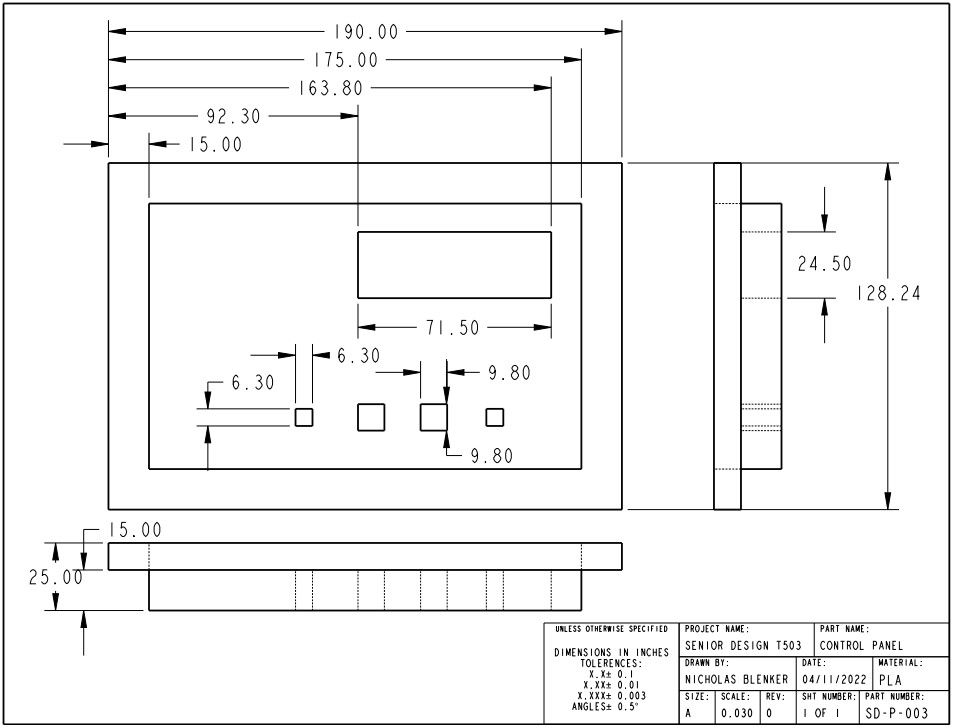 190.00
175.00
163.80
92.30
15.00
24.50
128.24
71.50
6.30
9.80
6.30
9.80
15.00
25.00
UNLESS OTHERWISE SPECIFIED
DIMENSIONS IN INCHES
TOLERENCES:
X.X± 0.1
X.XX± 0.01
X.XXX± 0.003
ANGLES± 0.5°
PROJECT NAME:
SENIOR DESIGN T503
PART NAME:
CONTROL PANEL
DRAWN BY:
NICHOLAS BLENKER
DATE:
04/11/2022
MATERIAL:
PLA
SIZE:
A
SCALE:
0.030
REV:
0
SHT NUMBER:
1 OF 1
PART NUMBER:
SD-P-003